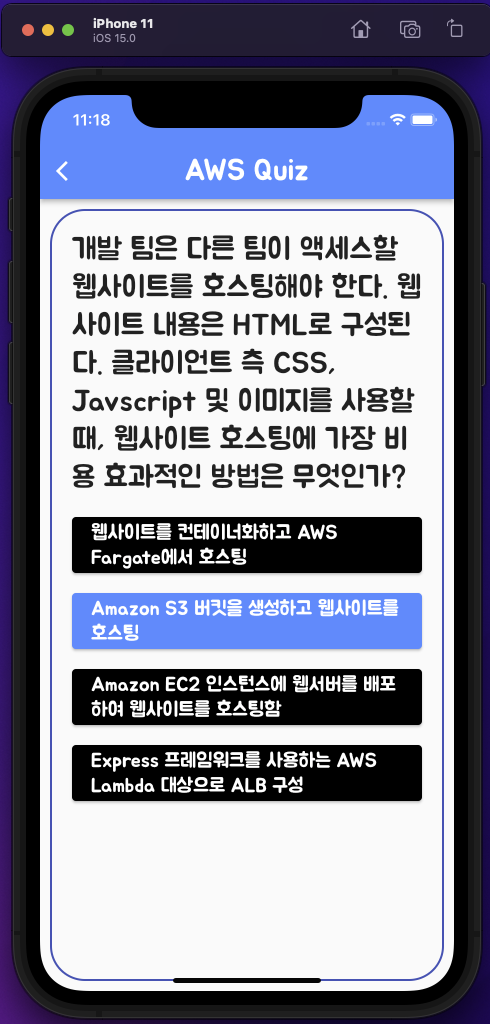 iPhone 11
iOS 15.0
11:18
AWS Quiz
개발 팀은 다른 팀이 액세스할
웹사이트를 호스팅해야 한다. 웹
사이트 내용은 HTML로 구성된
다. 클라이언트 측 CSS,
Javscript 및 이미지를 사용할
때, 웹사이트 호스팅에 가장 비
용 효과적인 방법은 무엇인가?
웹사이트를 컨테이너화하고 AWS
Fargate에서 호스팅
Amazon S3 버킷을 생성하고 웹사이트를
호스팅
Amazon EC2 인스턴스에 웹서버를 배포
하여 웹사이트를 호스팅함
Express 프레임워크를 사용하는 AWS
Lambda 대상으로 ALB 구성